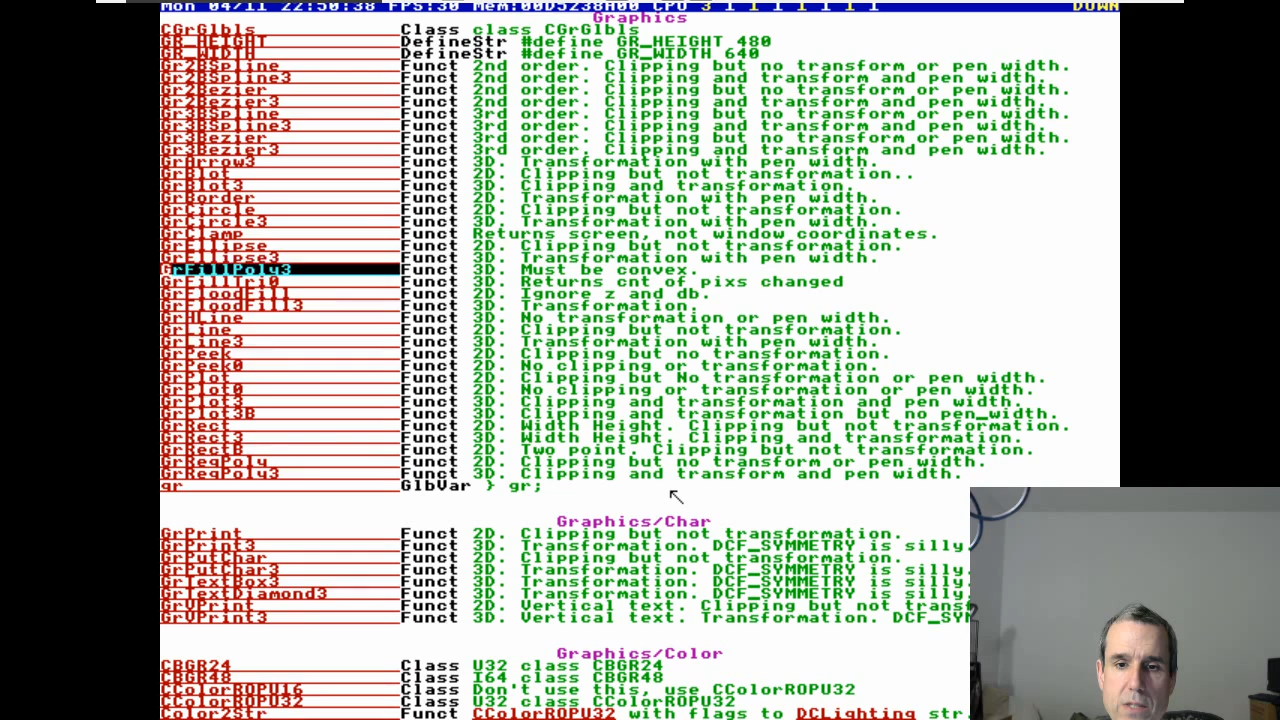 Mon 04/11 22:50:38 FPS:30 Mem:00D5238H00 CPU 3 1 1 1 1 1 1 1 DOWN
Graphics
CGrGlbls Class class CGrGlbls
GR_HEIGHT DefineStr #define GR_HEIGHT 480
GR_WIDTH DefineStr #define GR_WIDTH 640
Gr2BSpline Funct 2nd order. Clipping but no transform or pen width.
Gr2BSpline3 Funct 2nd order. Clipping and transform and pen width.
Gr2Bezier Funct 2nd order. Clipping but no transform or pen width.
Gr2Bezier3 Funct 2nd order. Clipping and transform and pen width.
Gr3BSpline Funct 3rd order. Clipping but no transform or pen width.
Gr3BSpline3 Funct 3rd order. Clipping and transform and pen width.
Gr3Bezier Funct 3rd order. Clipping but no transform or pen width.
Gr3Bezier3 Funct 3rd order. Clipping and transform and pen width.
GrArrow3 Funct 3D. Transformation with pen width.
GrBlot Funct 2D. Clipping but not transformation..
GrBlot3 Funct 3D. Clipping and transformation.
GrBorder Funct 2D. Transformation with pen width.
GrCircle Funct 2D. Clipping but not transformation.
GrCircle3 Funct 3D. Transformation with pen width.
GrClamp Funct Returns screen, not window coordinates.
GrEllipse Funct 2D. Clipping but not transformation.
GrEllipse3 Funct 3D. Transformation with pen width.
GrFillPoly3 Funct 3D. Must be convex.
GrFillTri0 Funct 3D. Returns cnt of pixs changed
GrFloodFill Funct 2D. Ignore z and db.
GrFloodFill3 Funct 3D. Transformation.
GrHLine Funct 3D. No transformation or pen width.
GrLine Funct 2D. Clipping but not transformation.
GrLine3 Funct 3D. Transformation with pen width.
GrPeek Funct 2D. Clipping but no transformation.
GrPeek0 Funct 2D. No clipping or transformation.
GrPlot Funct 2D. Clipping but No transformation or pen width.
GrPlot0 Funct 2D. No clipping or transformation or pen width.
GrPlot3 Funct 3D. Clipping and transformation and pen width.
GrPlot3B Funct 3D. Clipping and transformation but no pen_width.
GrRect Funct 2D. Width Height. Clipping but not transformation.
GrRect3 Funct 3D. Width Height. Clipping and transformation.
GrRectB Funct 2D. Two point. Clipping but not transformation.
GrRegPoly Funct 2D. Clipping but no transform or pen width.
GrRegPoly3 Funct 3D. Clipping and transform and pen width.
gr GlbVar } gr;
Graphics/Char
GrPrint Funct 2D. Clipping but not transformation.
GrPrint3 Funct 3D. Transformation. DCF_SYMMETRY is silly.
GrPutChar Funct 2D. Clipping but not transformation.
GrPutChar3 Funct 3D. Transformation. DCF_SYMMETRY is silly.
GrTextBox3 Funct 3D. Transformation. DCF_SYMMETRY is silly.
GrTextDiamond3 Funct 3D. Transformation. DCF_SYMMETRY is silly.
GrVPrint Funct 2D. Vertical text. Clipping but not transf
GrVPrint3 Funct 3D. Vertical text. Transformation. DCF_SYM
Graphics/Color
CBGR24 Class U32 class CBGR24
CBGR48 Class I64 class CBGR48
CColorROPU16 Class Don't use this, use CColorROPU32
CColorROPU32 Class U32 class CColorROPU32
Color2Str Funct CColorROPU32 with flags to DCLighting str.